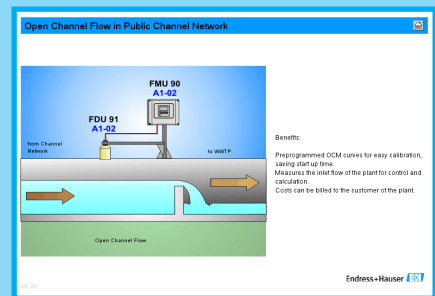 Open Channel Flow in Public Channel Network
FMU 90
A1-02
FDU 91
A1-02
from Channel
Network
to WWTP
Open Channel Flow
Benefits:
Preprogrammed OCM curves for easy calibration,
saving start up time.
Measures the inlet flow of the plant for control and
calculation.
Costs can be billed to the customer of the plant.
Endress+Hauser